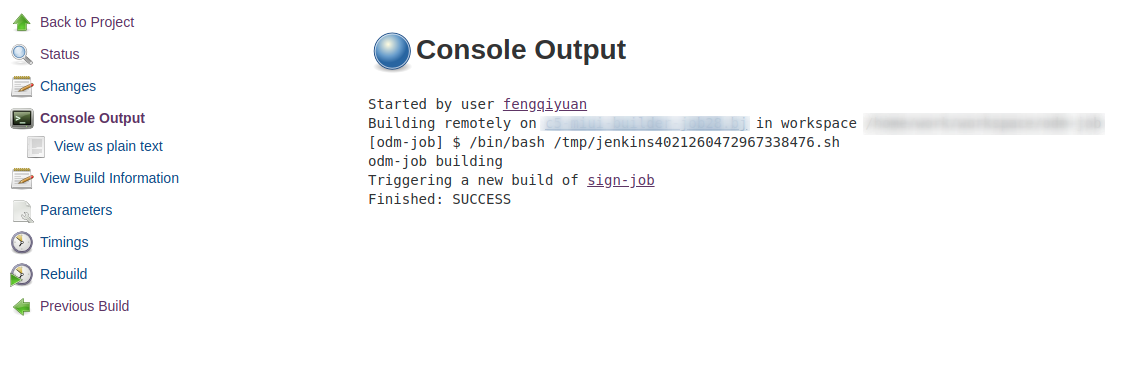 Back to Project
Status
Changes
Console Output
View as plain text
View Build Information
Parameters
Timings
Rebuild
Previous Build
Console Output
Started by user fengqiyuan
Building remotely on in workspace
[odm-job] $ /bin/bash /tmp/jenkins4021260472967338476.sh
odm-job building
Triggering a new build of sign-job
Finished: SUCCESS